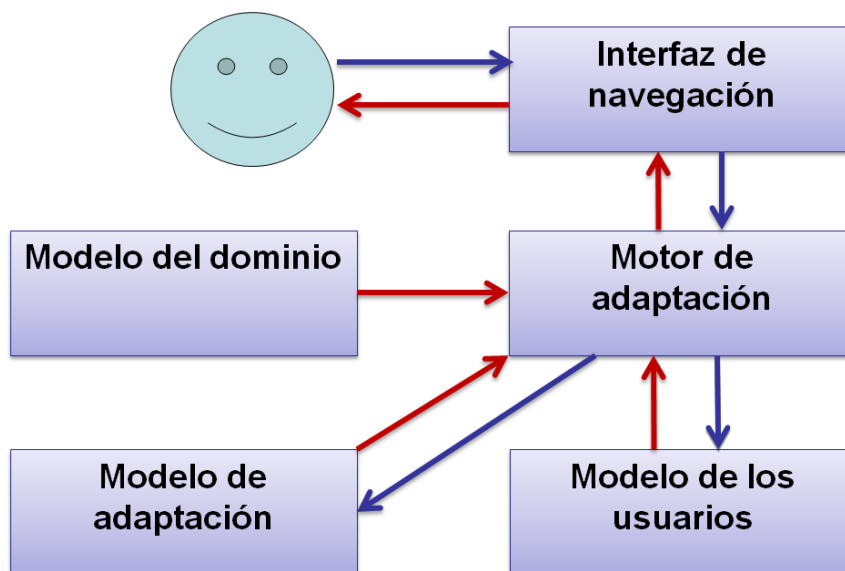 Interfaz de
navegación
Modelo del dominio
Motor de
adaptación
Modelo de
adaptación
Modelo de los
usuarios